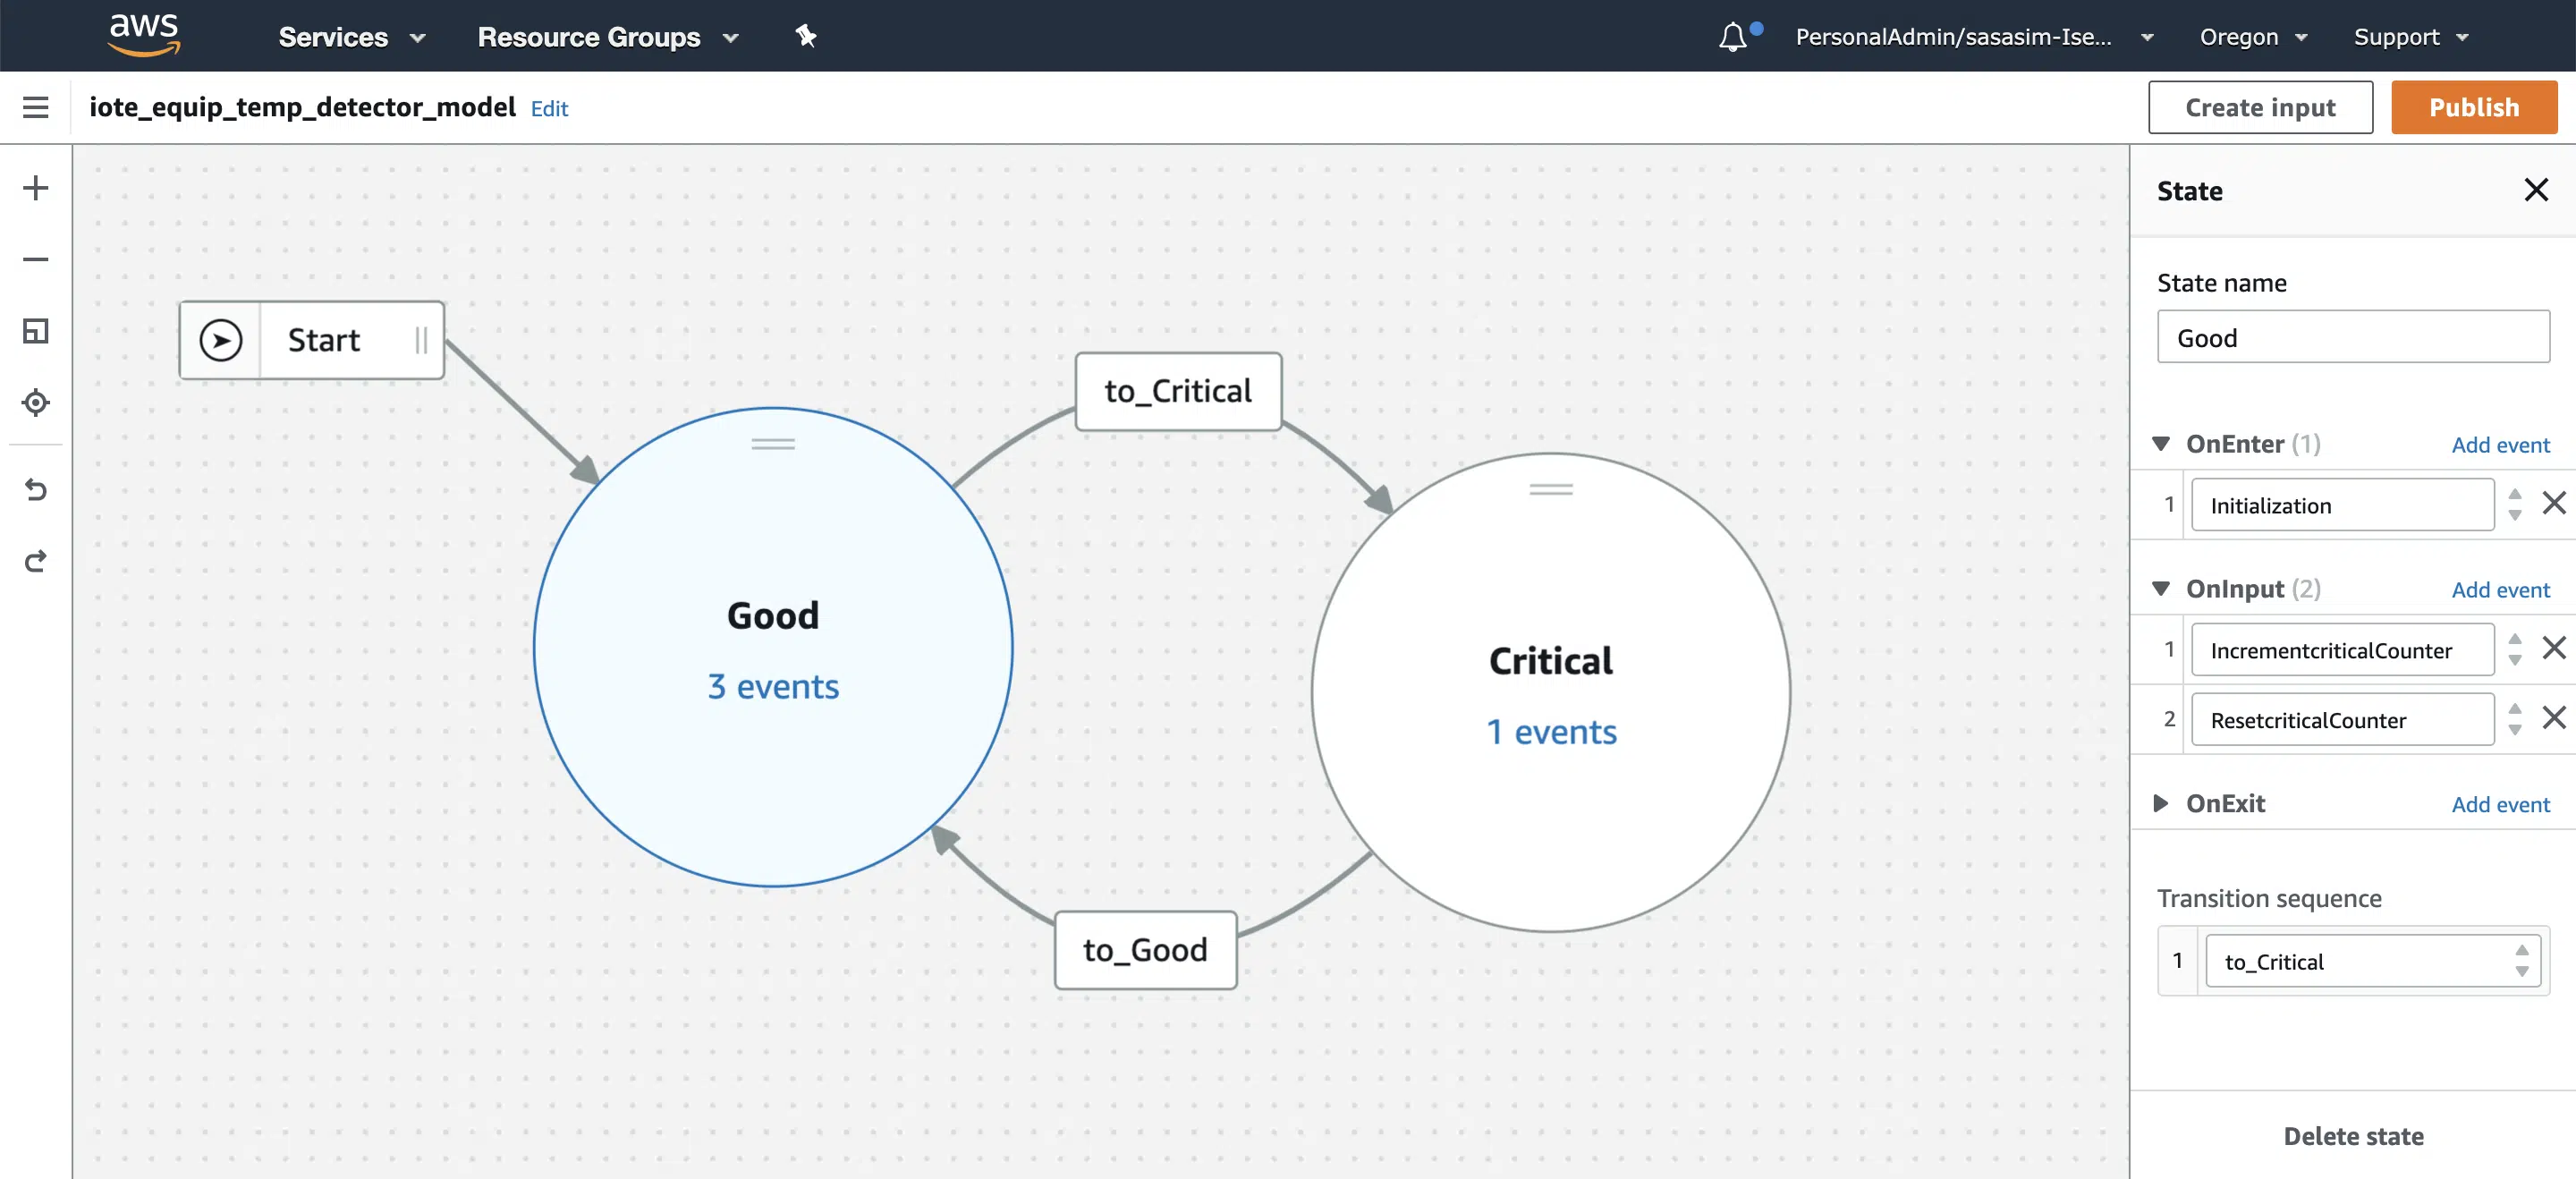 aws Services Resource Groups PersonalAdmin/sasasim-Ise... Oregon Support
iote_equip_temp_detector_model Edit Create input Publish
Start
to_Critical
Good
3 events
Critical
1 events
to_Good
State
State name
Good
OnEnter (1) Add event
1 Initialization
OnInput (2) Add event
1 IncrementcriticalCounter
2 ResetcriticalCounter
OnExit Add event
Transition sequence
1 to_Critical
Delete state